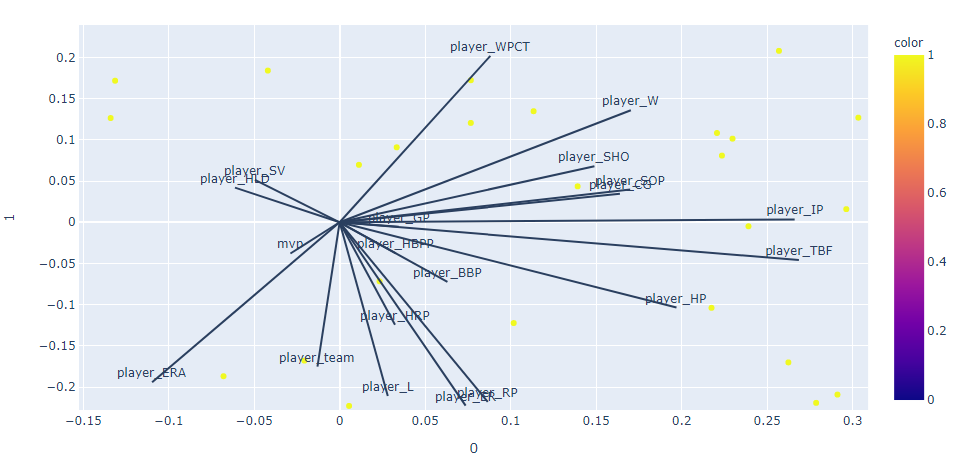 color
player_WPCT
0.2
1
player_W
0.15
0.8
0.1
player_SHO
player_SV
player_HLD
player_SOP
player_CG
0.05
0.6
player_GP
player_IP
0
1
mvp
player_HBPP
player_TBF
−0.05
0.4
player_BBP
player_HP
−0.1
player_HRP
0.2
−0.15
player_team
player_ERA
player_L
player_RP
player_ER
−0.2
0
−0.15
−0.1
−0.05
0
0.05
0.1
0.15
0.2
0.25
0.3
0